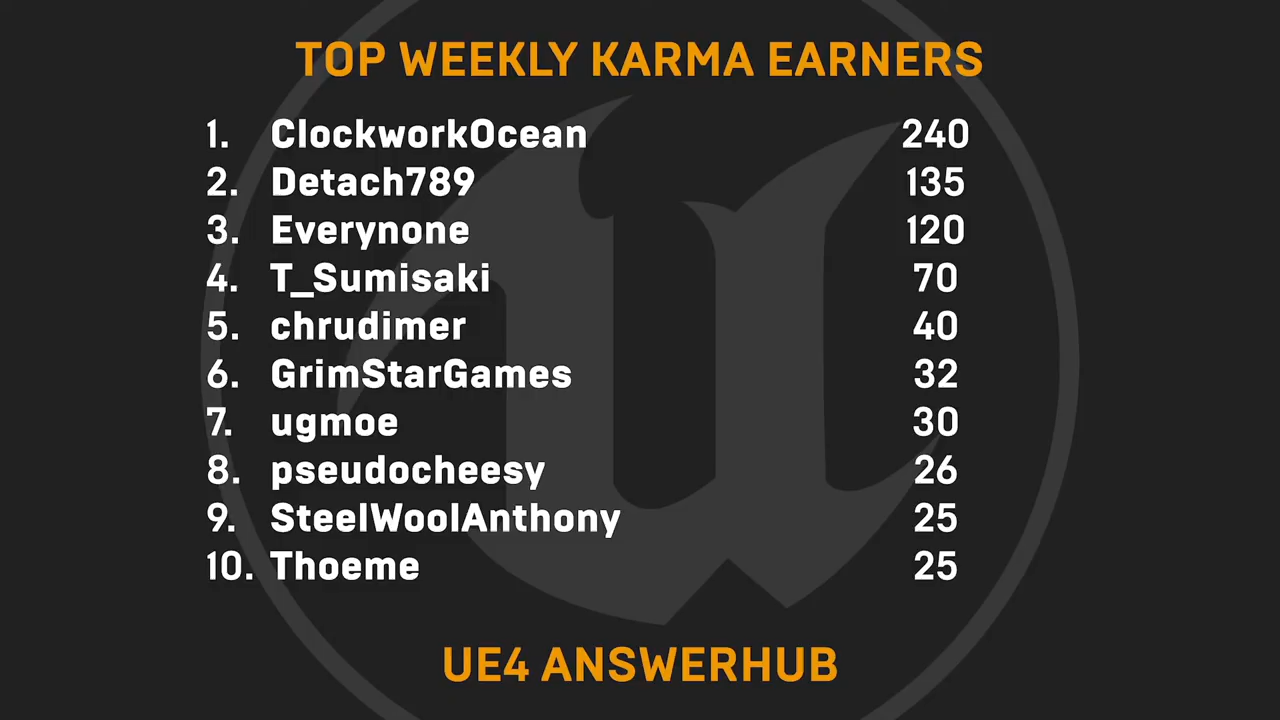 TOP WEEKLY KARMA EARNERS
1. ClockworkOcean 240
2. Detach789 135
3. Everynone 120
4. T_Sumisaki 70
5. chrudimer 40
6. GrimStarGames 32
7. ugmoe 30
8. pseudocheesy 26
9. SteelWoolAnthony 25
10. Thoeme 25
UE4 ANSWERHUB